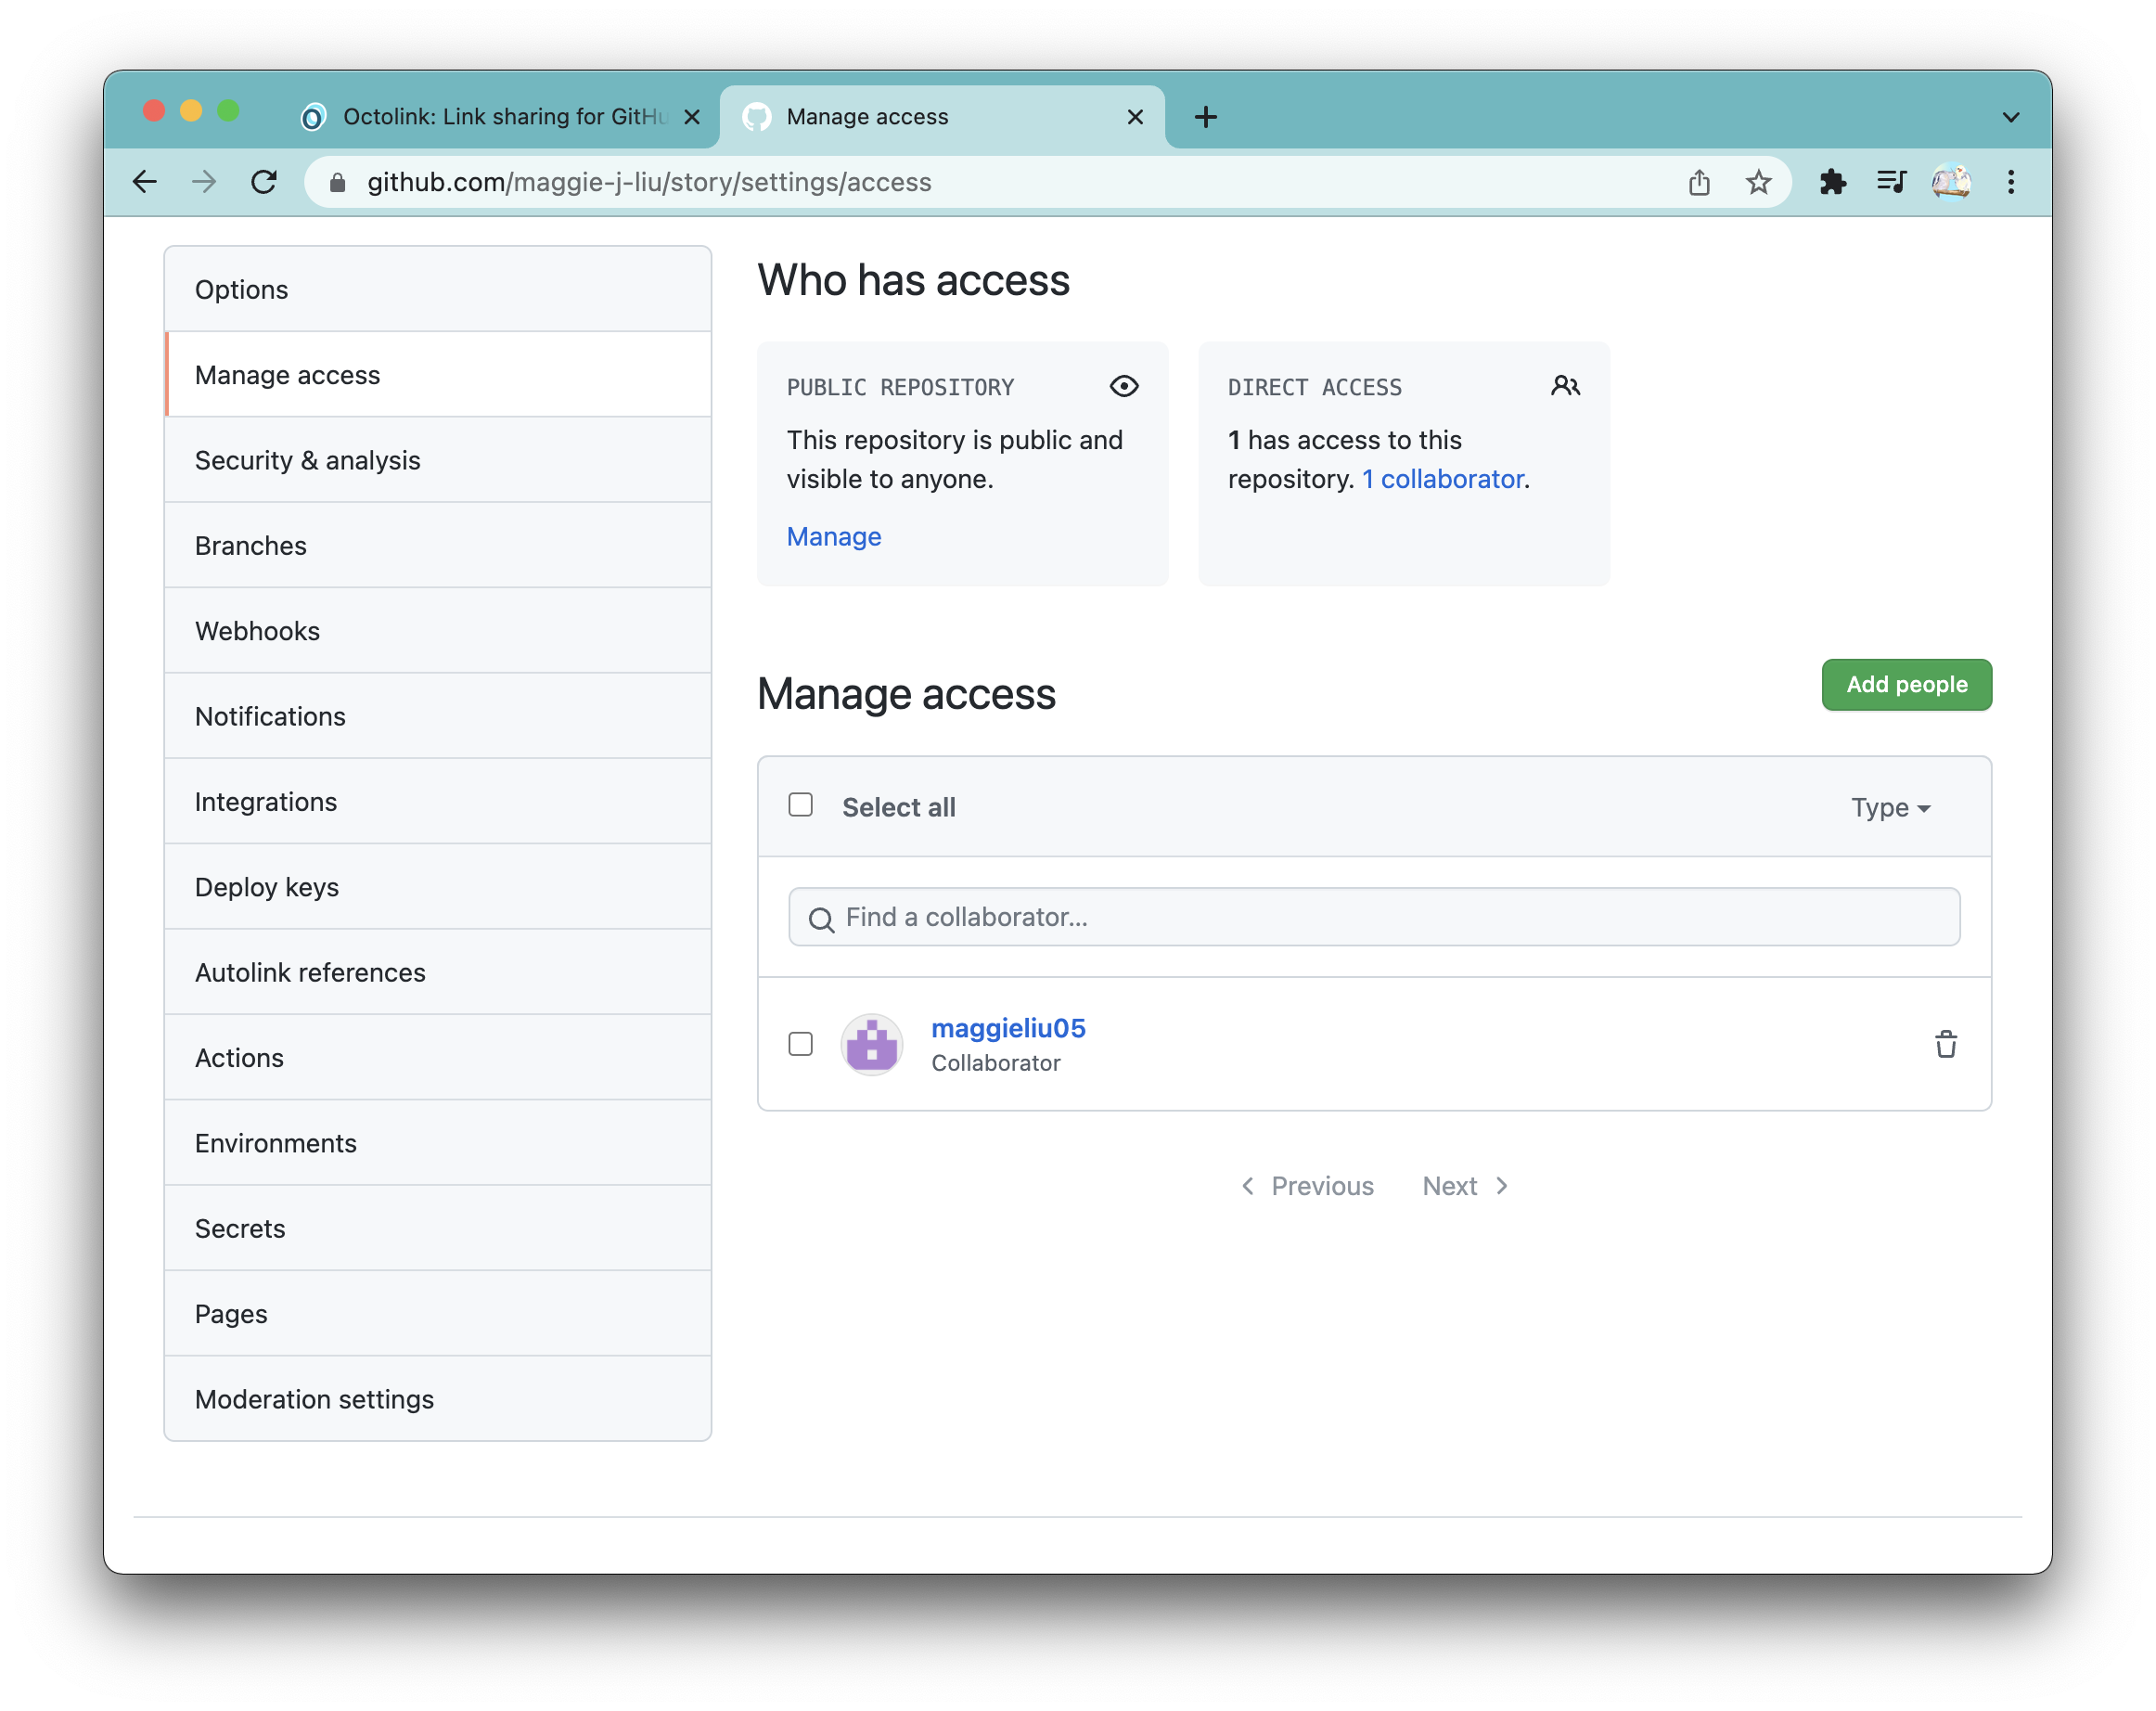 Octolink: Link sharing for GitHu
Manage access
github.com/maggie-j-liu/story/settings/access
Options
Manage access
Security & analysis
Branches
Webhooks
Notifications
Integrations
Deploy keys
Autolink references
Actions
Environments
Secrets
Pages
Moderation settings
Who has access
PUBLIC REPOSITORY
This repository is public and
visible to anyone.
Manage
DIRECT ACCESS
1 has access to this
repository. 1 collaborator.
Manage access
Add people
Select all
Type
Find a collaborator...
maggieliu05
Collaborator
Previous
Next